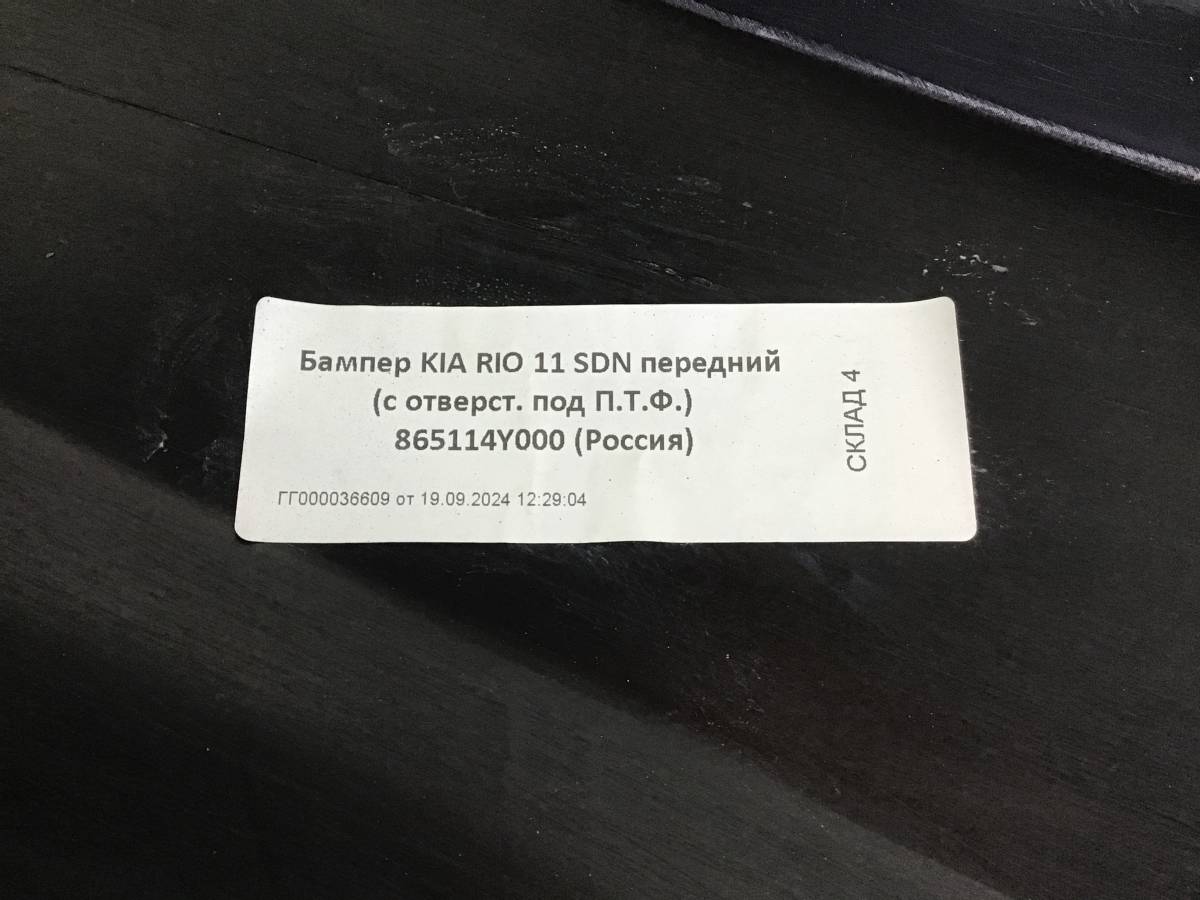 Бампер KIA RIO 11 SDN передний
(с отверст. под П.Т.Ф.)
865114Y000 (Россия)
ГГ000036609 от 19.09.2024 12:29:04
СКЛАД 4